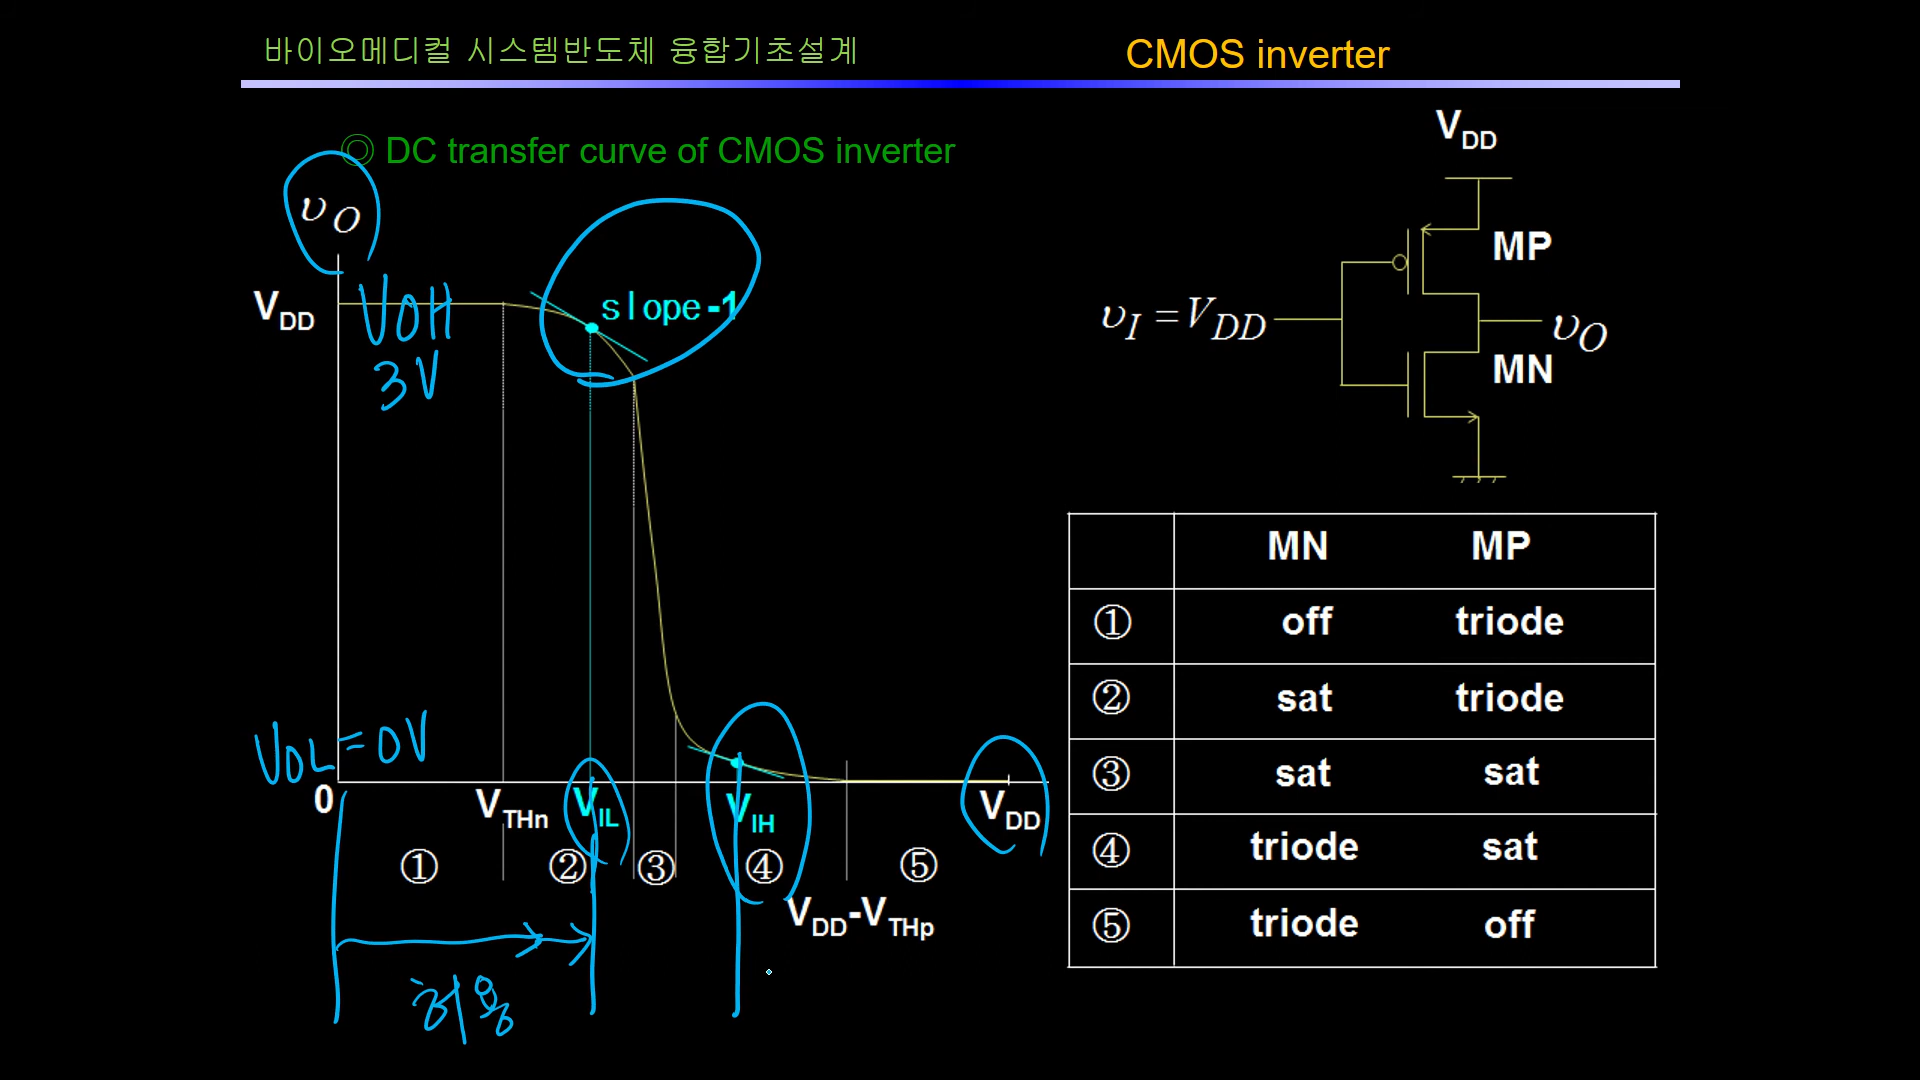 바이오메디컬 시스템반도체 융합기초설계
CMOS inverter
◎ DC transfer curve of CMOS inverter
υO
VDD
VOH
3V
slope-1
VOL=0V
0
VTHn
VIL
VIH
VDD
① ② ③ ④ ⑤
VDD-VTHp
허용
VDD
MP
υI =VDD
υO
MN
MN MP
① off triode
② sat triode
③ sat sat
④ triode sat
⑤ triode off